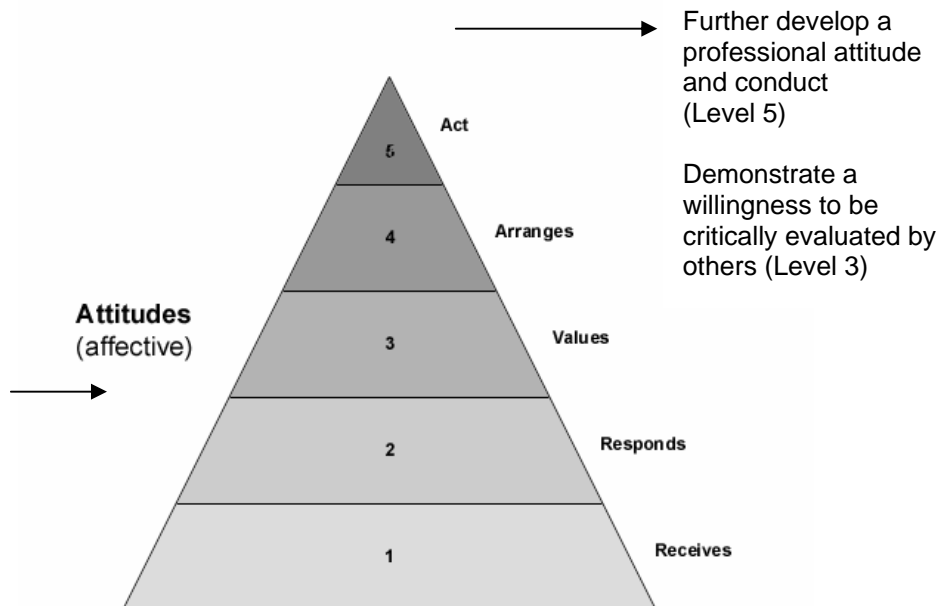 Further develop a
professional attitude
and conduct
(Level 5)
Demonstrate a
willingness to be
critically evaluated by
others (Level 3)
Attitudes
(affective)
5
Act
4
Arranges
3
Values
2
Responds
1
Receives